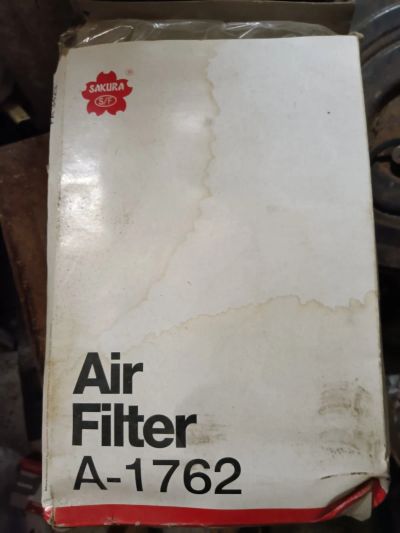 SAKURA
S/F
Air
Filter
A-1762